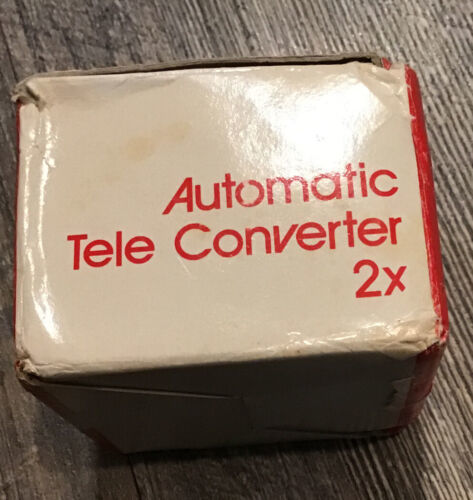 Automatic
Tele Converter
2x